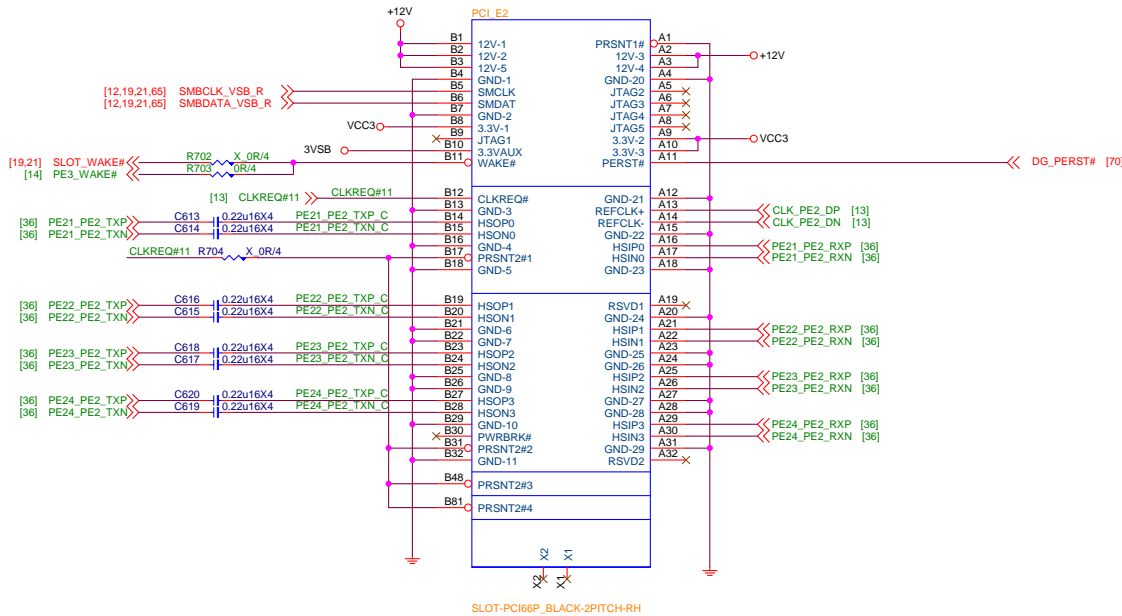 +12V PCI_E2
B1 12V-1 PRSNT1# A1
B2 12V-2 12V-3 A2 +12V
B3 12V-5 12V-4 A3
B4 GND-1 GND-20 A4
[12,19,21,65] SMBCLK_VSB_R B5 SMCLK JTAG2 A5
[12,19,21,65] SMBDATA_VSB_R B6 SMDAT JTAG3 A6
B7 GND-2 JTAG4 A7
VCC3 B8 3.3V-1 JTAG5 A8
B9 JTAG1 3.3V-2 A9 VCC3
3VSB B10 3.3VAUX 3.3V-3 A10
[19,21] SLOT_WAKE# R702 X_0R/4 B11 WAKE# PERST# A11 DG_PERST# [70]
[14] PE3_WAKE# R703 0R/4
[13] CLKREQ#11 CLKREQ#11 B12 CLKREQ# GND-21 A12
B13 GND-3 REFCLK+ A13 CLK_PE2_DP [13]
[36] PE21_PE2_TXP C613 0.22u16X4 PE21_PE2_TXP_C B14 HSOP0 REFCLK- A14 CLK_PE2_DN [13]
[36] PE21_PE2_TXN C614 0.22u16X4 PE21_PE2_TXN_C B15 HSON0 GND-22 A15
B16 GND-4 HSIP0 A16 PE21_PE2_RXP [36]
CLKREQ#11 R704 X_0R/4 B17 PRSNT2#1 HSIN0 A17 PE21_PE2_RXN [36]
B18 GND-5 GND-23 A18
[36] PE22_PE2_TXP C616 0.22u16X4 PE22_PE2_TXP_C B19 HSOP1 RSVD1 A19
[36] PE22_PE2_TXN C615 0.22u16X4 PE22_PE2_TXN_C B20 HSON1 GND-24 A20
B21 GND-6 HSIP1 A21 PE22_PE2_RXP [36]
B22 GND-7 HSIN1 A22 PE22_PE2_RXN [36]
[36] PE23_PE2_TXP C618 0.22u16X4 PE23_PE2_TXP_C B23 HSOP2 GND-25 A23
[36] PE23_PE2_TXN C617 0.22u16X4 PE23_PE2_TXN_C B24 HSON2 GND-26 A24
B25 GND-8 HSIP2 A25 PE23_PE2_RXP [36]
B26 GND-9 HSIN2 A26 PE23_PE2_RXN [36]
[36] PE24_PE2_TXP C620 0.22u16X4 PE24_PE2_TXP_C B27 HSOP3 GND-27 A27
[36] PE24_PE2_TXN C619 0.22u16X4 PE24_PE2_TXN_C B28 HSON3 GND-28 A28
B29 GND-10 HSIP3 A29 PE24_PE2_RXP [36]
B30 PWRBRK# HSIN3 A30 PE24_PE2_RXN [36]
B31 PRSNT2#2 GND-29 A31
B32 GND-11 RSVD2 A32
B48 PRSNT2#3
B81 PRSNT2#4
X2 X1
X2 X1
SLOT-PCI66P_BLACK-2PITCH-RH